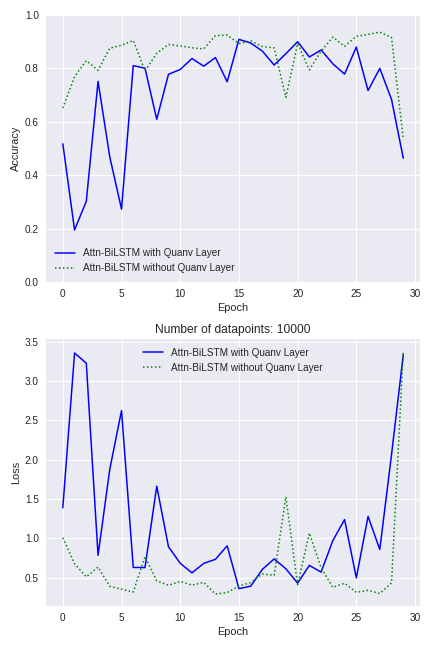 1.0
0.8
0.6
0.4
0.2
0.0
Accuracy
Attn-BiLSTM with Quanv Layer
Attn-BiLSTM without Quanv Layer
0 5 10 15 20 25 30
Epoch
Number of datapoints: 10000
3.5
3.0
2.5
2.0
1.5
1.0
0.5
Loss
Attn-BiLSTM with Quanv Layer
Attn-BiLSTM without Quanv Layer
0 5 10 15 20 25 30
Epoch